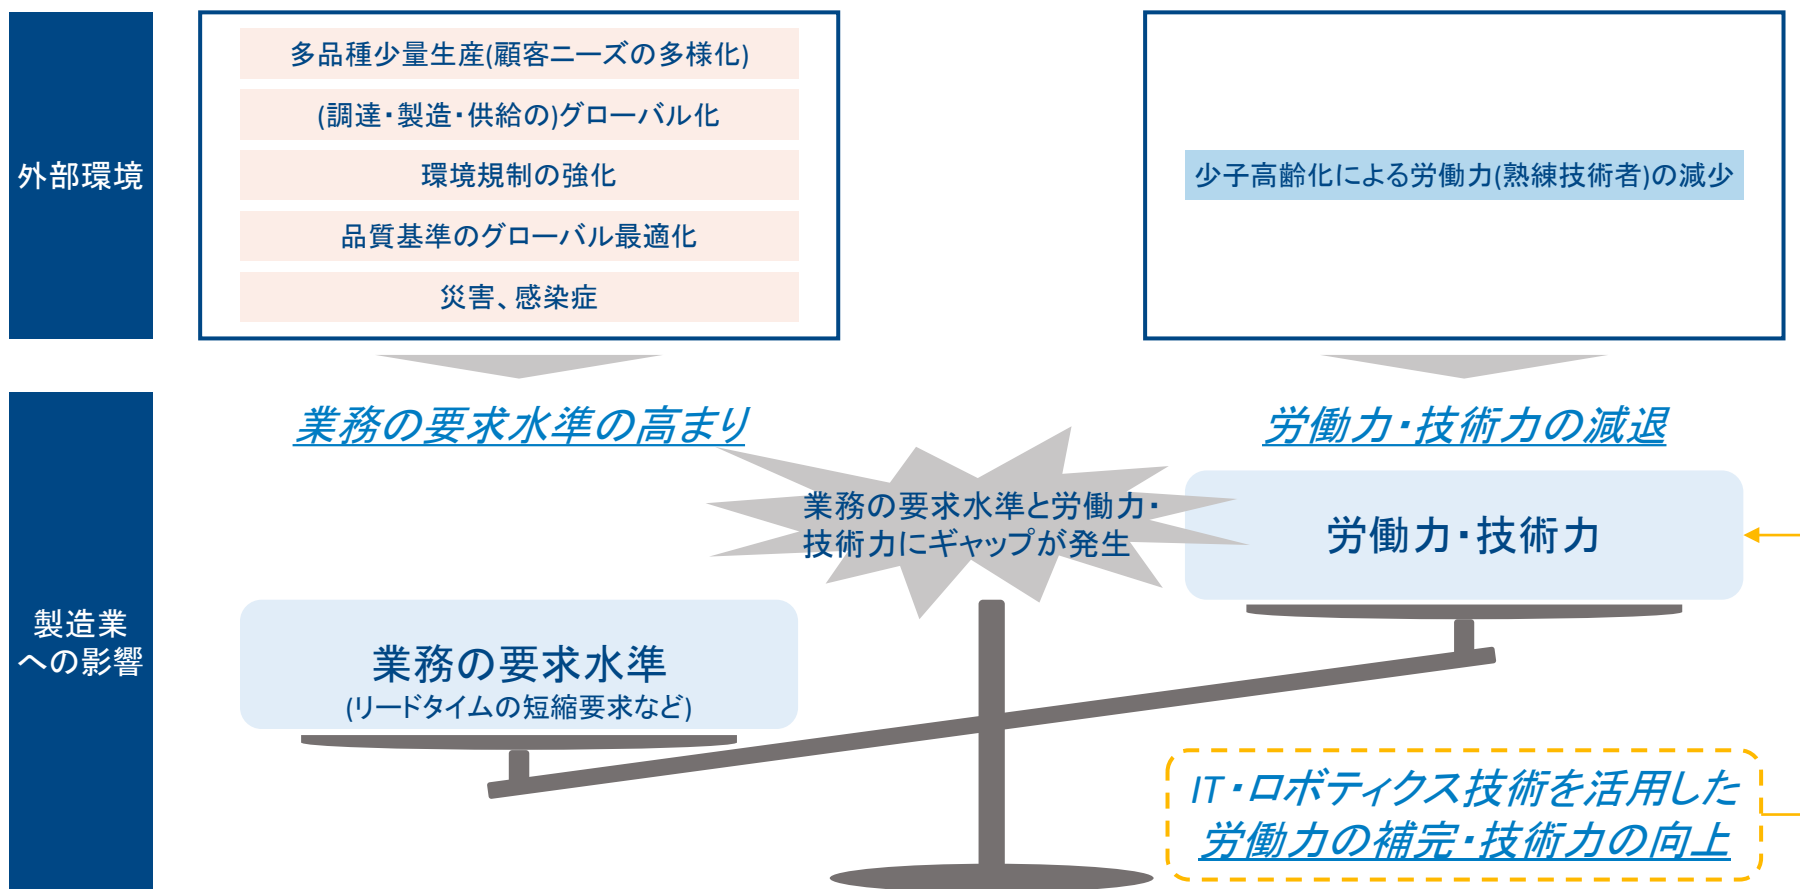 外部環境
多品種少量生産(顧客ニーズの多様化)
(調達・製造・供給の)グローバル化
環境規制の強化
品質基準のグローバル最適化
災害、感染症
少子高齢化による労働力(熟練技術者)の減少
製造業
への影響
業務の要求水準の高まり
労働力・技術力の減退
業務の要求水準と労働力・
技術力にギャップが発生
労働力・技術力
業務の要求水準
(リードタイムの短縮要求など)
IT・ロボティクス技術を活用した
労働力の補完・技術力の向上